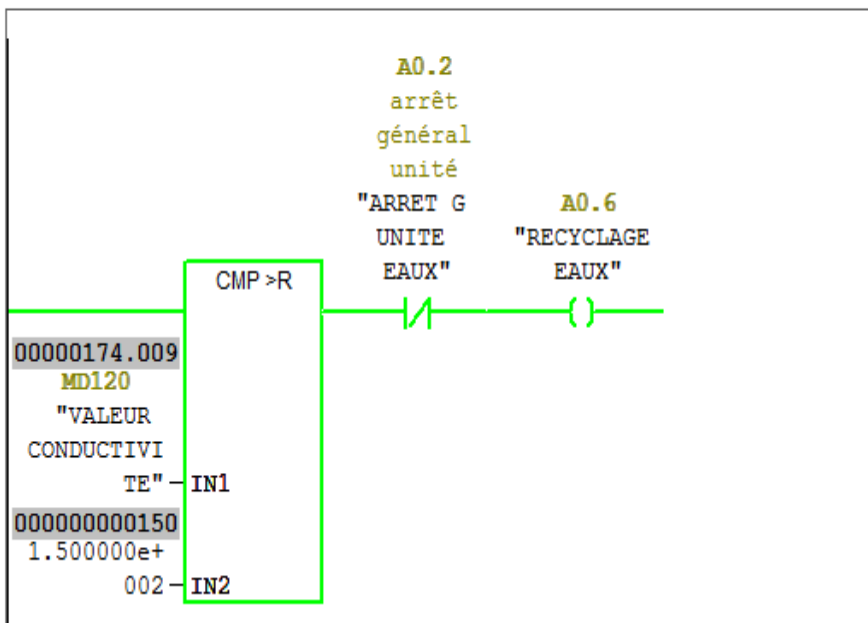 A0.2
arrêt
général
unité
"ARRET G
UNITE
EAUX"
A0.6
"RECYCLAGE
EAUX"
CMP >R
00000174.009
MD120
"VALEUR
CONDUCTIVI
TE"
IN1
000000000150
1.500000e+
002
IN2